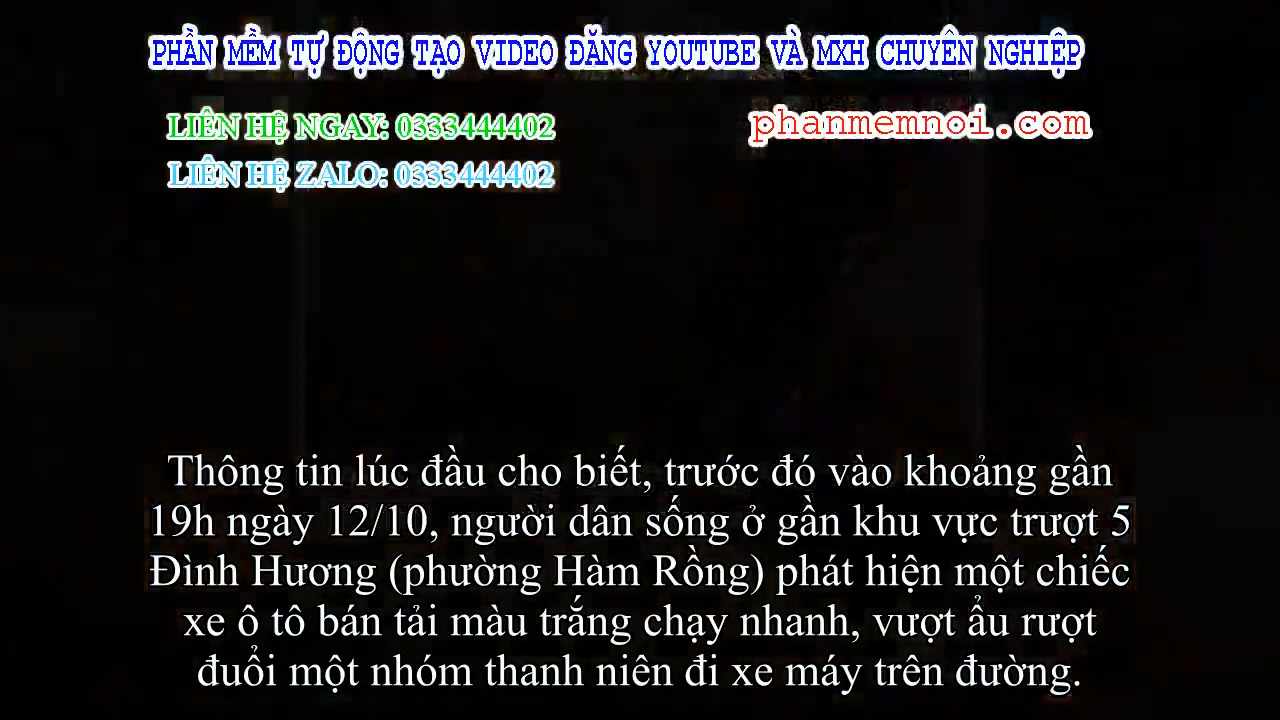 PHẦN MỀM TỰ ĐỘNG TẠO VIDEO ĐĂNG YOUTUBE VÀ MXH CHUYÊN NGHIỆP
LIÊN HỆ NGAY: 0333444402
phanmemnoi.com
LIÊN HỆ ZALO: 0333444402
Thông tin lúc đầu cho biết, trước đó vào khoảng gần
19h ngày 12/10, người dân sống ở gần khu vực trượt 5
Đình Hương (phường Hàm Rồng) phát hiện một chiếc
xe ô tô bán tải màu trắng chạy nhanh, vượt ẩu rượt
đuổi một nhóm thanh niên đi xe máy trên đường.